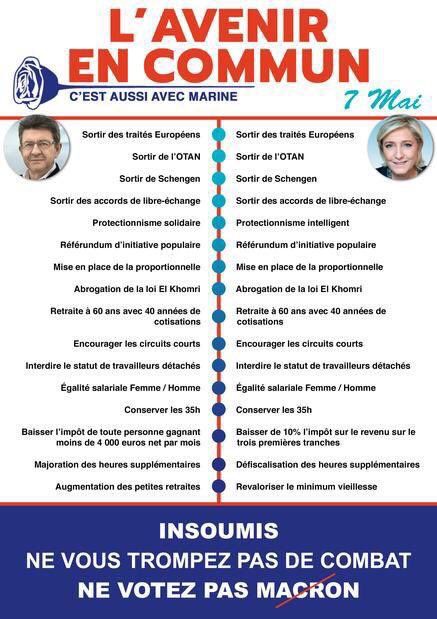 L'AVENIR
EN COMMUN
C'EST AUSSI AVEC MARINE
7 Mai
Sortir des traités Européens
Sortir des traités Européens
Sortir de l'OTAN
Sortir de l'OTAN
Sortir de Schengen
Sortir de Schengen
Sortir des accords de libre-échange
Sortir des accords de libre-échange
Protectionnisme solidaire
Protectionnisme intelligent
Référundum d'initiative populaire
Référundum d'initiative populaire
Mise en place de la proportionnelle
Mise en place de la proportionnelle
Abrogation de la loi El Khomri
Abrogation de la loi El Khomri
Retraite à 60 ans avec 40 années de
cotisations
Retraite à 60 ans avec 40 années de
cotisations
Encourager les circuits courts
Encourager les circuits courts
Interdire le statut de travailleurs détachés
Interdire le statut de travailleurs détachés
Égalité salariale Femme / Homme
Égalité salariale Femme / Homme
Conserver les 35h
Conserver les 35h
Baisser l'impôt de toute personne gagnant
moins de 4 000 euros net par mois
Baisser de 10% l'impôt sur le revenu sur le
trois premières tranches
Majoration des heures supplémentaires
Défiscalisation des heures supplémentaires
Augmentation des petites retraites
Revaloriser le minimum vieillesse
INSOUMIS
NE VOUS TROMPEZ PAS DE COMBAT
NE VOTEZ PAS MACRON